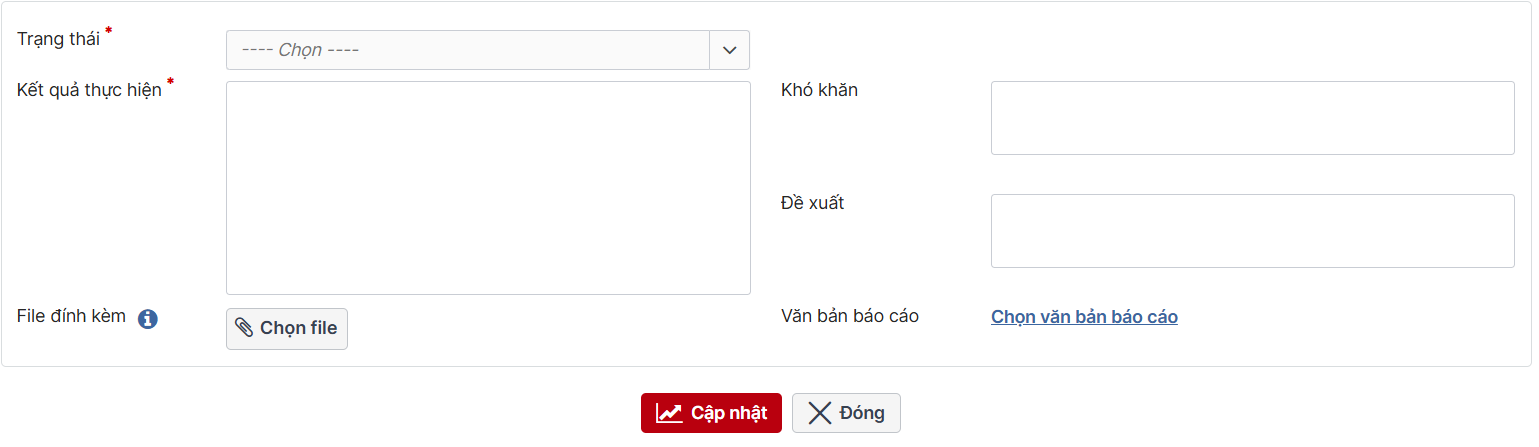 Trạng thái *
---- Chọn ----
Kết quả thực hiện *
Khó khăn
Đề xuất
File đính kèm
Chọn file
Văn bản báo cáo
Chọn văn bản báo cáo
Cập nhật
Đóng